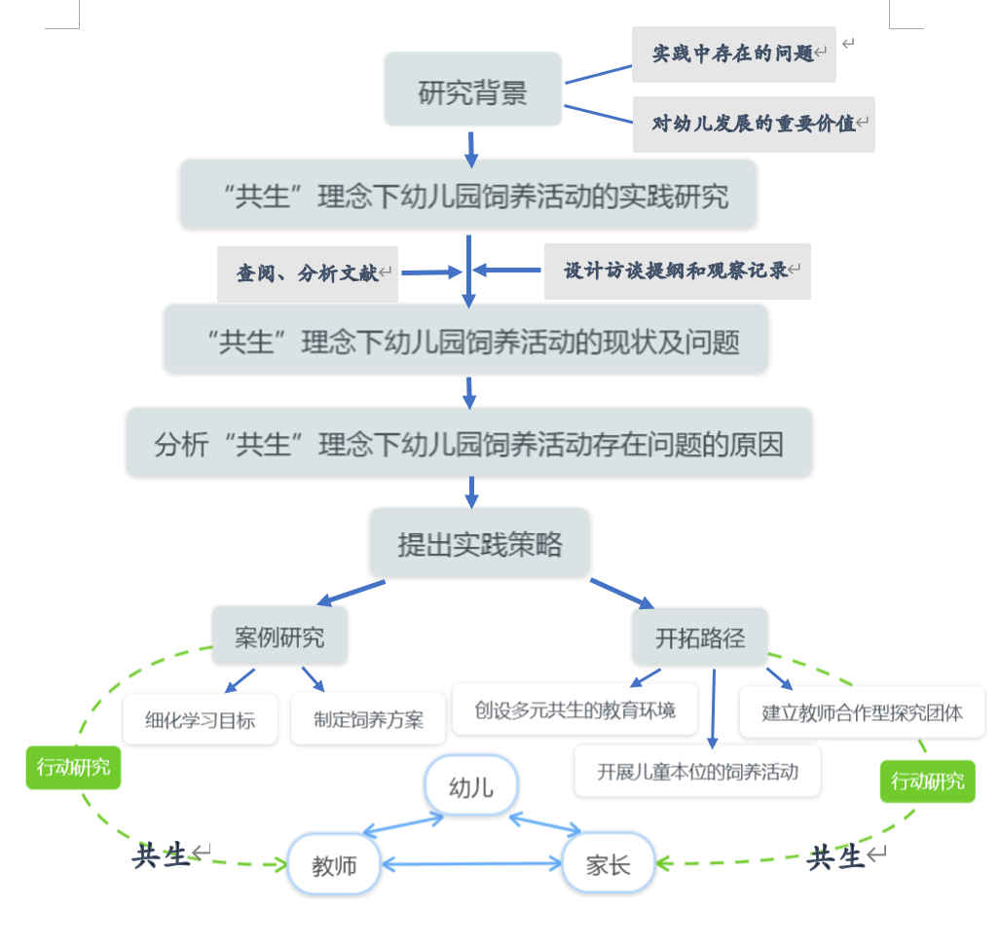 实践中存在的问题
研究背景
对幼儿发展的重要价值
“共生”理念下幼儿园饲养活动的实践研究
查阅、分析文献
设计访谈提纲和观察记录
“共生”理念下幼儿园饲养活动的现状及问题
分析“共生”理念下幼儿园饲养活动存在问题的原因
提出实践策略
案例研究
开拓路径
细化学习目标
制定饲养方案
创设多元共生的教育环境
建立教师合作型探究团体
行动研究
开展儿童本位的饲养活动
行动研究
幼儿
共生
教师
家长
共生